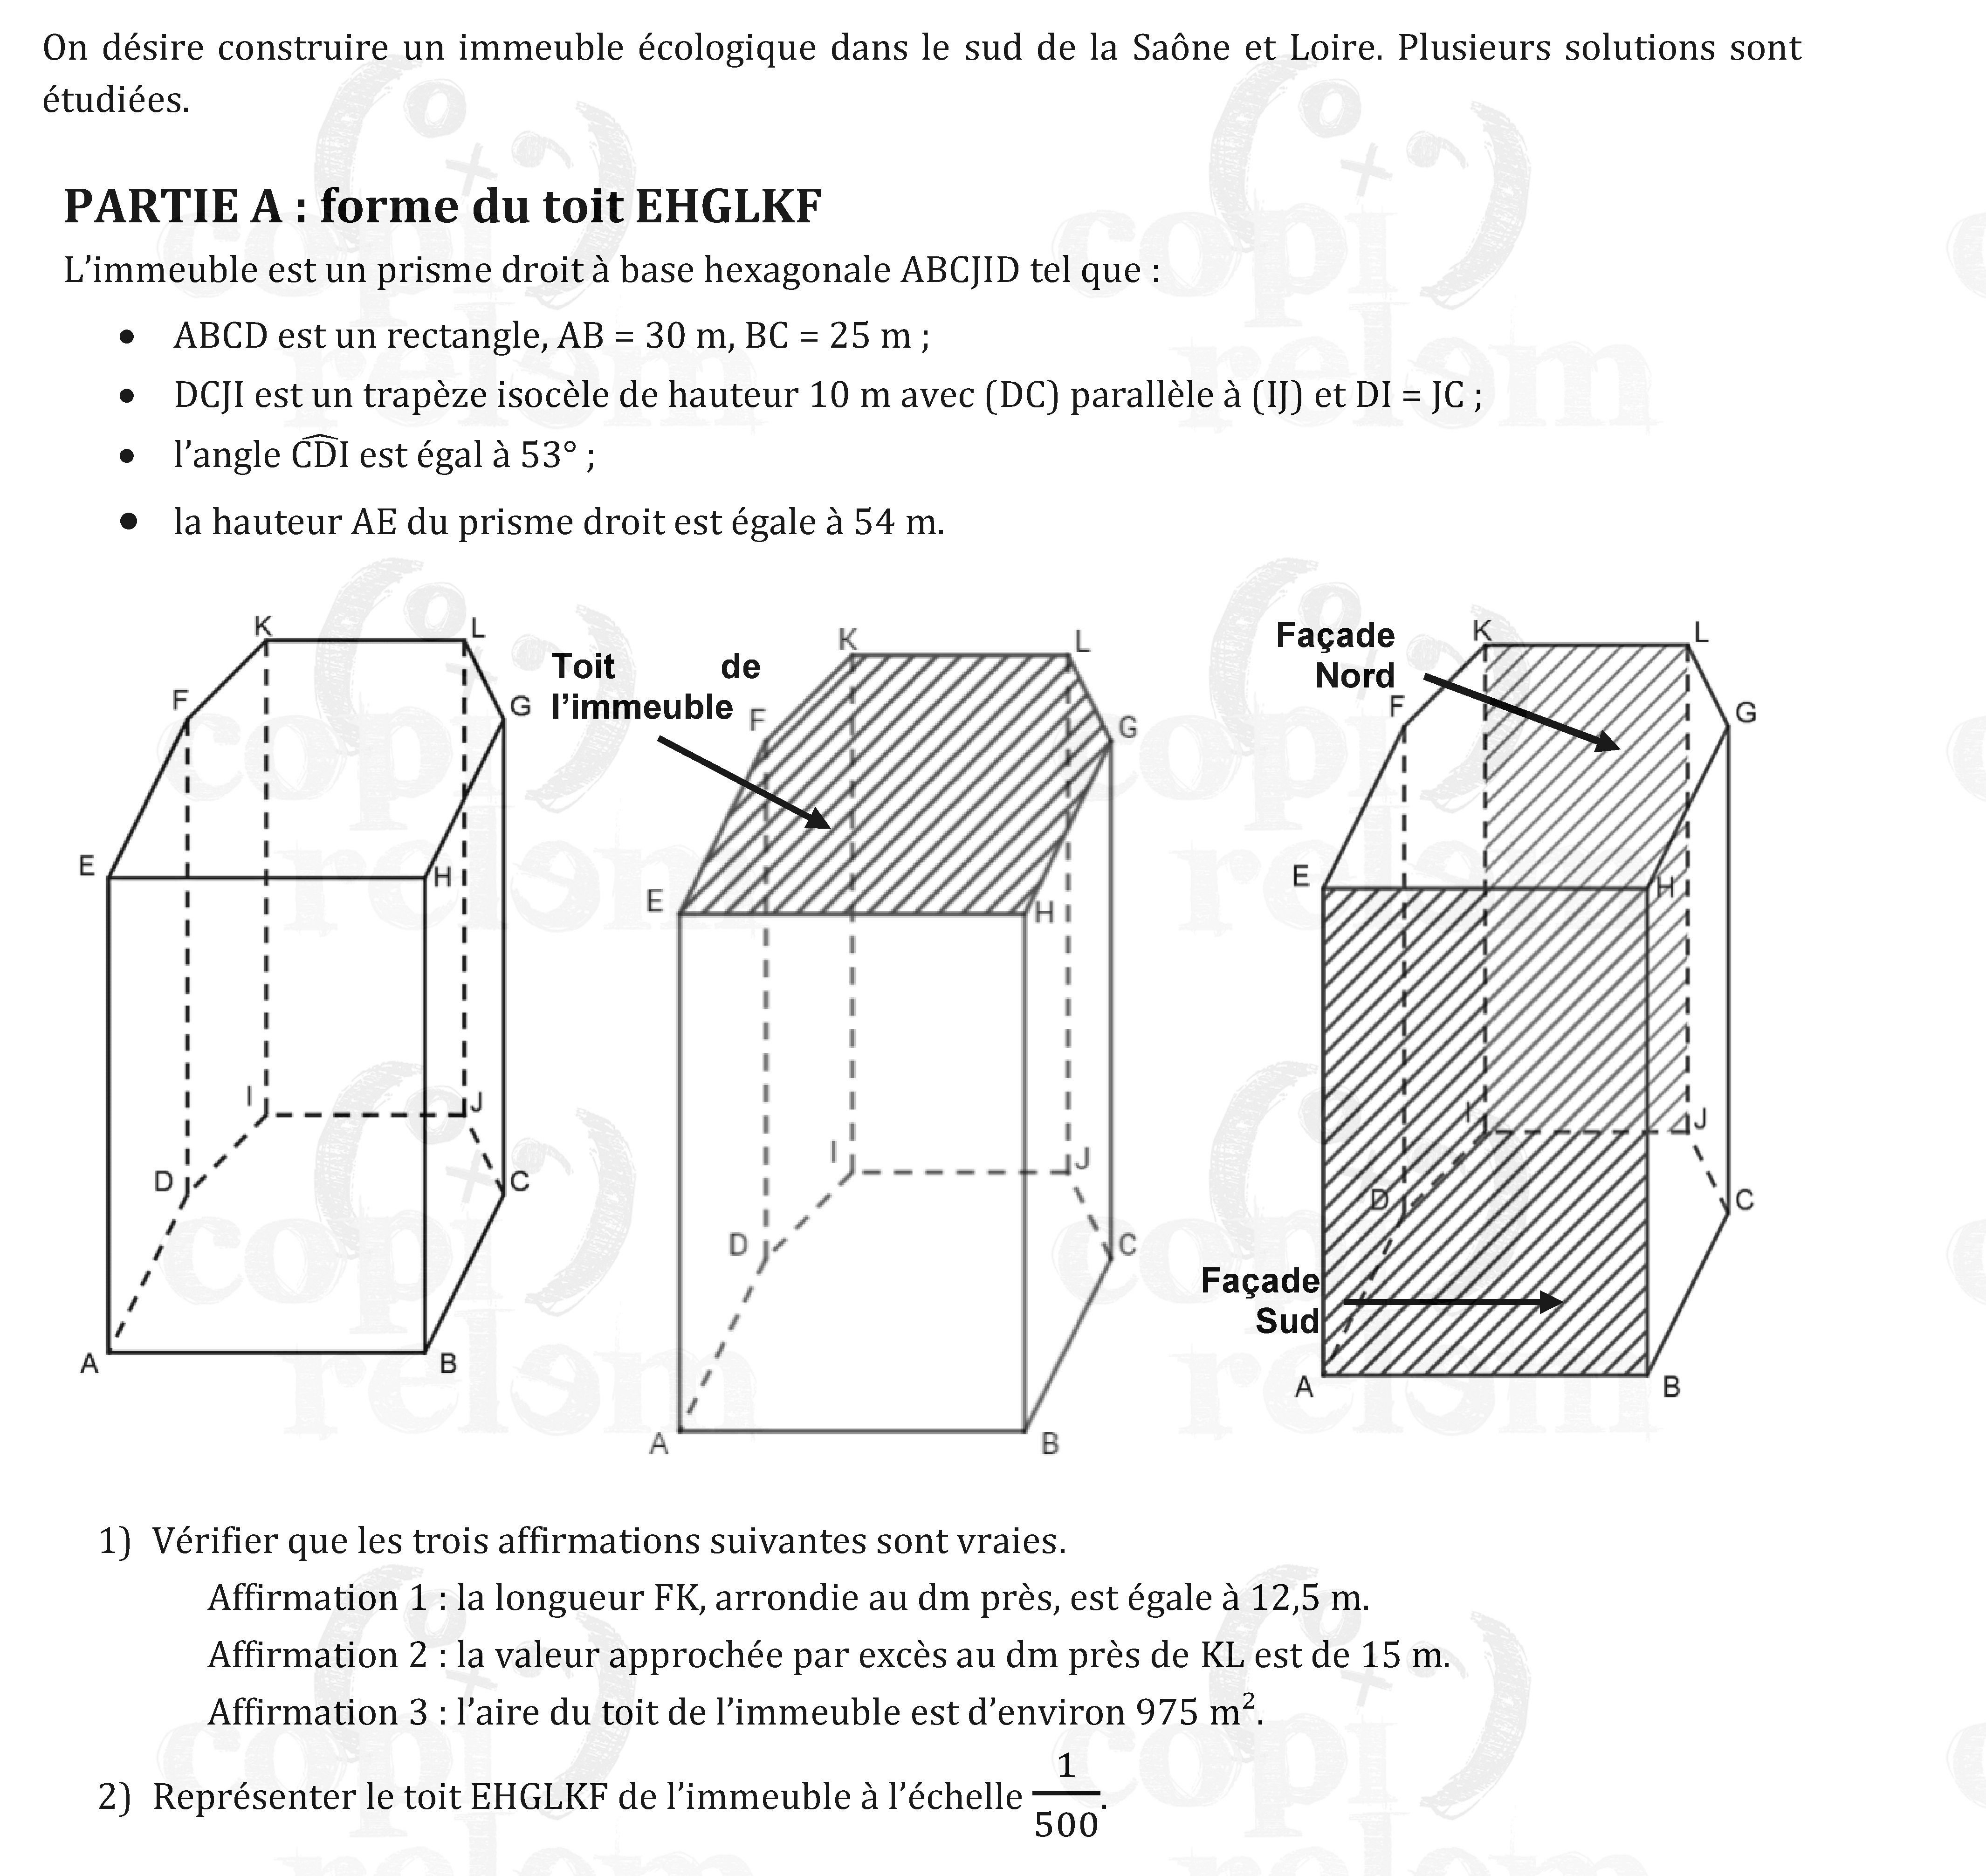 On désire construire un immeuble écologique dans le sud de la Saône et Loire. Plusieurs solutions sont
étudiées.
PARTIE A : forme du toit EHGLKF
L’immeuble est un prisme droit à base hexagonale ABCJID tel que :
• ABCD est un rectangle, AB = 30 m, BC = 25 m ;
• DCJI est un trapèze isocèle de hauteur 10 m avec (DC) parallèle à (IJ) et DI = JC ;
• l’angle \widehat{CDI} est égal à 53° ;
• la hauteur AE du prisme droit est égale à 54 m.
K L
F G
E H
I J
D C
A B
Toit de
l’immeuble
K L
F G
E H
I J
D C
A B
Façade
Nord
K L
F G
E H
I J
D C
Façade
Sud
A B
1) Vérifier que les trois affirmations suivantes sont vraies.
Affirmation 1 : la longueur FK, arrondie au dm près, est égale à 12,5 m.
Affirmation 2 : la valeur approchée par excès au dm près de KL est de 15 m.
Affirmation 3 : l’aire du toit de l’immeuble est d’environ 975 m².
2) Représenter le toit EHGLKF de l’immeuble à l’échelle 1/500.
copi
relem